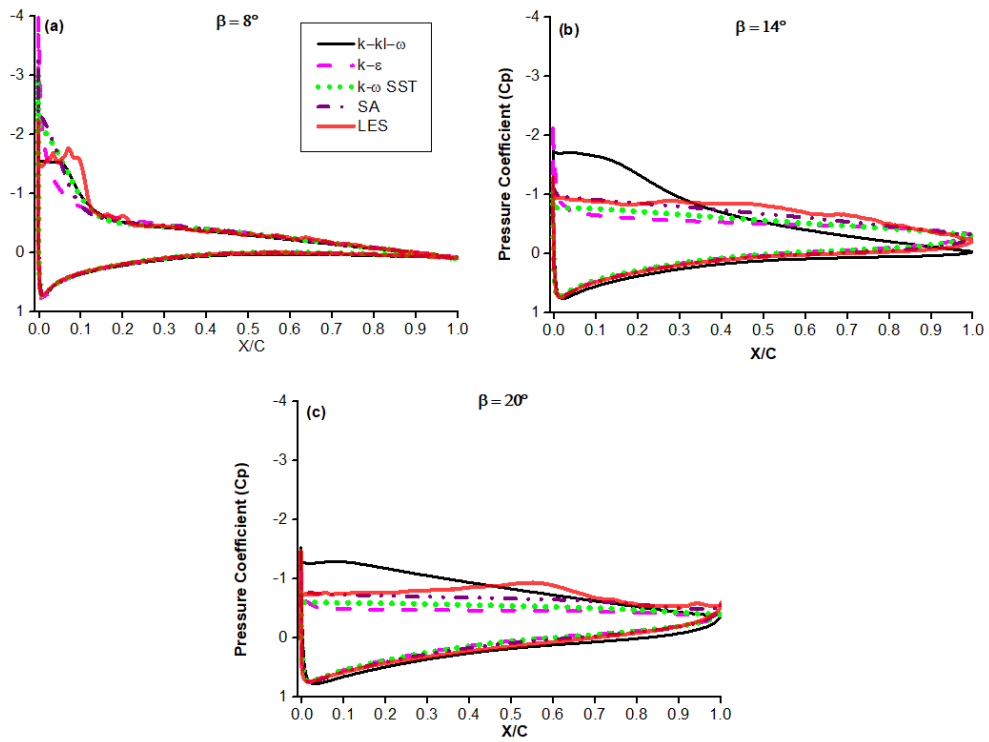 (a)
β = 8°
-4
-3
-2
-1
0
1
0.0 0.1 0.2 0.3 0.4 0.5 0.6 0.7 0.8 0.9 1.0
X/C
k-kl-ω
k-ε
k-ω SST
SA
LES
(b)
β = 14°
Pressure Coefficient (Cp)
-4
-3
-2
-1
0
1
0.0 0.1 0.2 0.3 0.4 0.5 0.6 0.7 0.8 0.9 1.0
X/C
(c)
β = 20°
Pressure Coefficient (Cp)
-4
-3
-2
-1
0
1
0.0 0.1 0.2 0.3 0.4 0.5 0.6 0.7 0.8 0.9 1.0
X/C